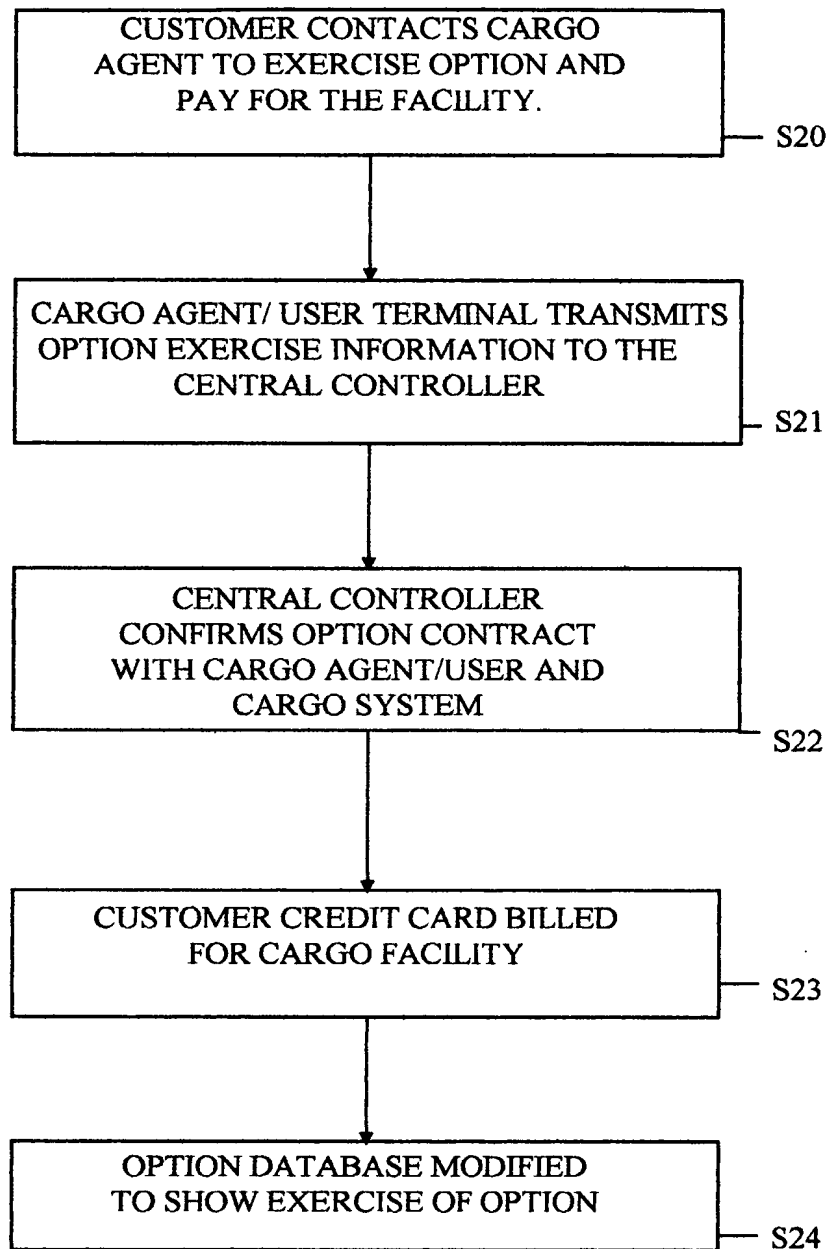 CUSTOMER CONTACTS CARGO
AGENT TO EXERCISE OPTION AND
PAY FOR THE FACILITY.
S20
CARGO AGENT/ USER TERMINAL TRANSMITS
OPTION EXERCISE INFORMATION TO THE
CENTRAL CONTROLLER
S21
CENTRAL CONTROLLER
CONFIRMS OPTION CONTRACT
WITH CARGO AGENT/USER AND
CARGO SYSTEM
S22
CUSTOMER CREDIT CARD BILLED
FOR CARGO FACILITY
S23
OPTION DATABASE MODIFIED
TO SHOW EXERCISE OF OPTION
S24